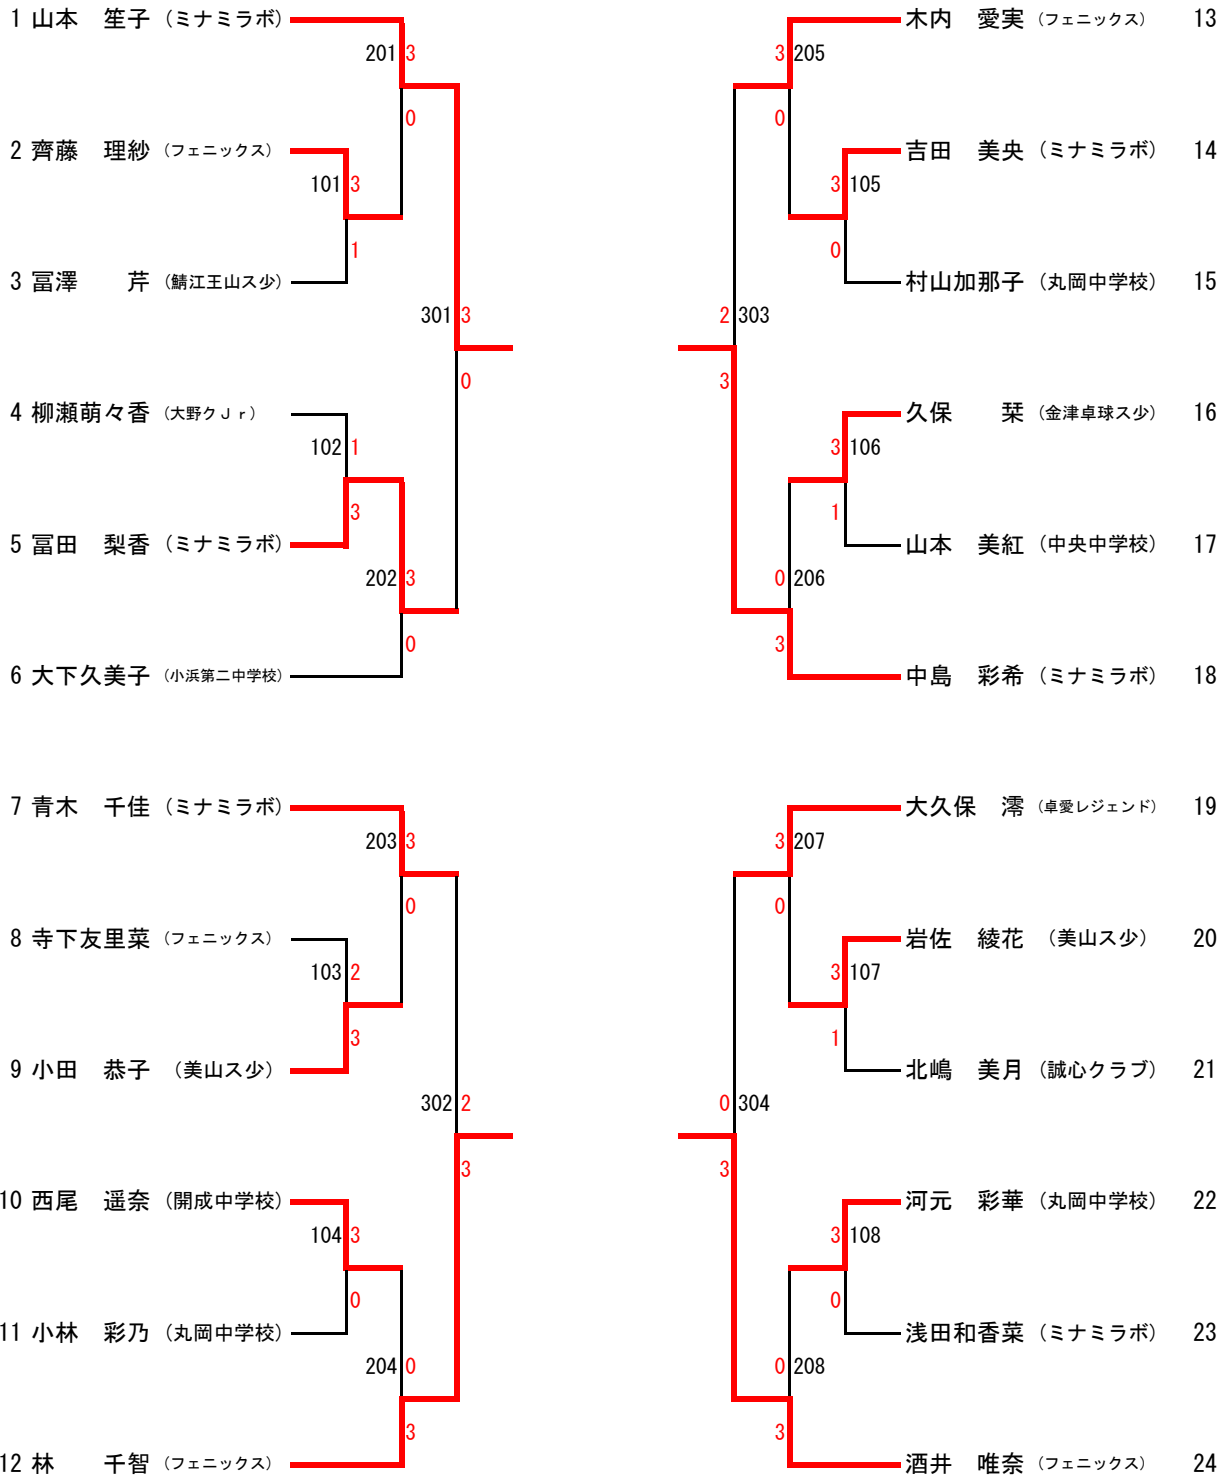 1 山本　笙子 (ミナミラボ)
201 3
0
2 齊藤　理紗 (フェニックス)
101 3
1
3 冨澤　　芹 (鯖江王山ス少)
301 3
0
4 柳瀬萌々香 (大野クＪｒ)
102 1
3
5 冨田　梨香 (ミナミラボ)
202 3
0
6 大下久美子 (小浜第二中学校)
7 青木　千佳 (ミナミラボ)
203 3
0
8 寺下友里菜 (フェニックス)
103 2
3
9 小田　恭子 (美山ス少)
302 2
3
10 西尾　遥奈 (開成中学校)
104 3
0
11 小林　彩乃 (丸岡中学校)
204 0
3
12 林　　千智 (フェニックス)
木内　愛実 (フェニックス) 13
3 205
0
吉田　美央 (ミナミラボ) 14
3 105
0
村山加那子 (丸岡中学校) 15
2 303
3
久保　　栞 (金津卓球ス少) 16
3 106
1
山本　美紅 (中央中学校) 17
0 206
3
中島　彩希 (ミナミラボ) 18
大久保　澪 (卓愛レジェンド) 19
3 207
0
岩佐　綾花 (美山ス少) 20
3 107
1
北嶋　美月 (誠心クラブ) 21
0 304
3
河元　彩華 (丸岡中学校) 22
3 108
0
浅田和香菜 (ミナミラボ) 23
0 208
3
酒井　唯奈 (フェニックス) 24